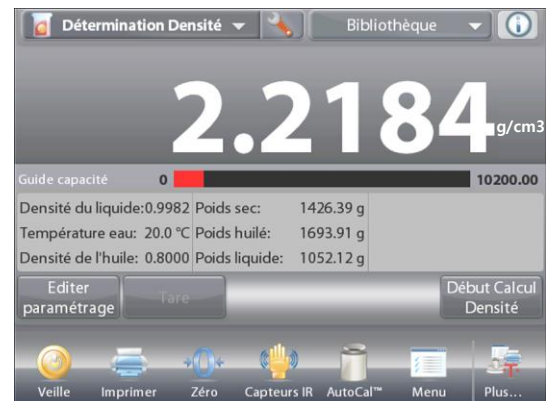 Détermination Densité
Bibliothèque
2.2184 g/cm3
Guide capacité 0 10200.00
Densité du liquide:0.9982 Poids sec: 1426.39 g
Température eau: 20.0 °C Poids huilé: 1693.91 g
Densité de l'huile: 0.8000 Poids liquide: 1052.12 g
Editer
paramétrage
Tare
Début Calcul
Densité
Veille Imprimer Zéro Capteurs IR AutoCal™ Menu Plus...